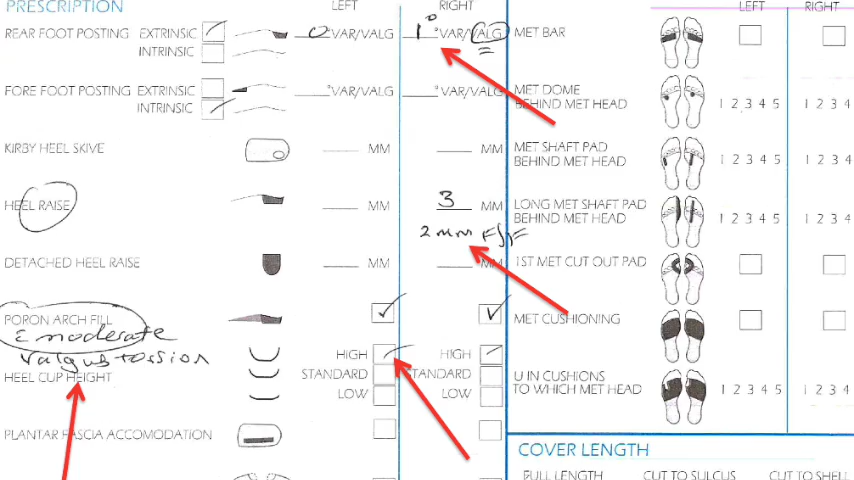 PRESCRIPTION LEFT RIGHT
REAR FOOT POSTING EXTRINSIC 0 °VAR/VALG 1° °VAR/VALG
INTRINSIC
FORE FOOT POSTING EXTRINSIC °VAR/VALG °VAR/VALG
INTRINSIC
KIRBY HEEL SKIVE MM MM
HEEL RAISE MM 3 MM
2mm
DETACHED HEEL RAISE MM MM
PORON ARCH FILL
moderate
valgus torsion
HIGH HIGH
HEEL CUP HEIGHT STANDARD STANDARD
LOW LOW
PLANTAR FASCIA ACCOMODATION
LEFT RIGHT
MET BAR
MET DOME
BEHIND MET HEAD 1 2 3 4 5 1 2 3 4
MET SHAFT PAD
BEHIND MET HEAD 1 2 3 4 5 1 2 3 4
LONG MET SHAFT PAD
BEHIND MET HEAD 1 2 3 4 5 1 2 3 4
1ST MET CUT OUT PAD
MET CUSHIONING
U IN CUSHIONS
TO WHICH MET HEAD 1 2 3 4 5 1 2 3 4
COVER LENGTH
FULL LENGTH CUT TO SULCUS CUT TO SHELL